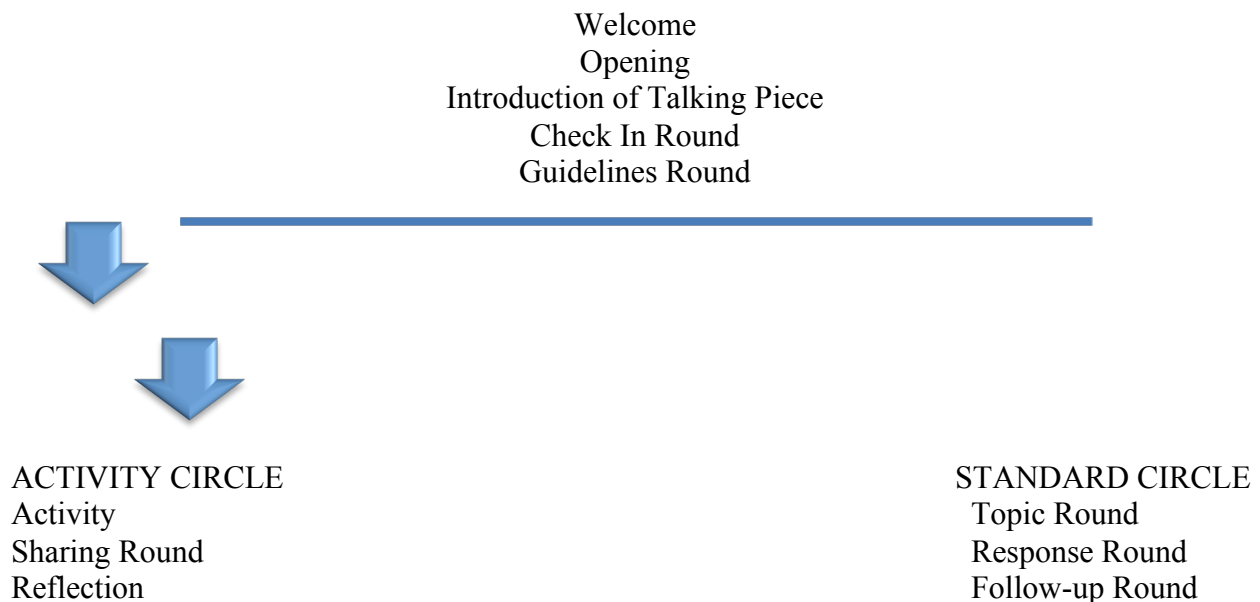 Welcome
Opening
Introduction of Talking Piece
Check In Round
Guidelines Round
ACTIVITY CIRCLE
Activity
Sharing Round
Reflection
STANDARD CIRCLE
Topic Round
Response Round
Follow-up Round